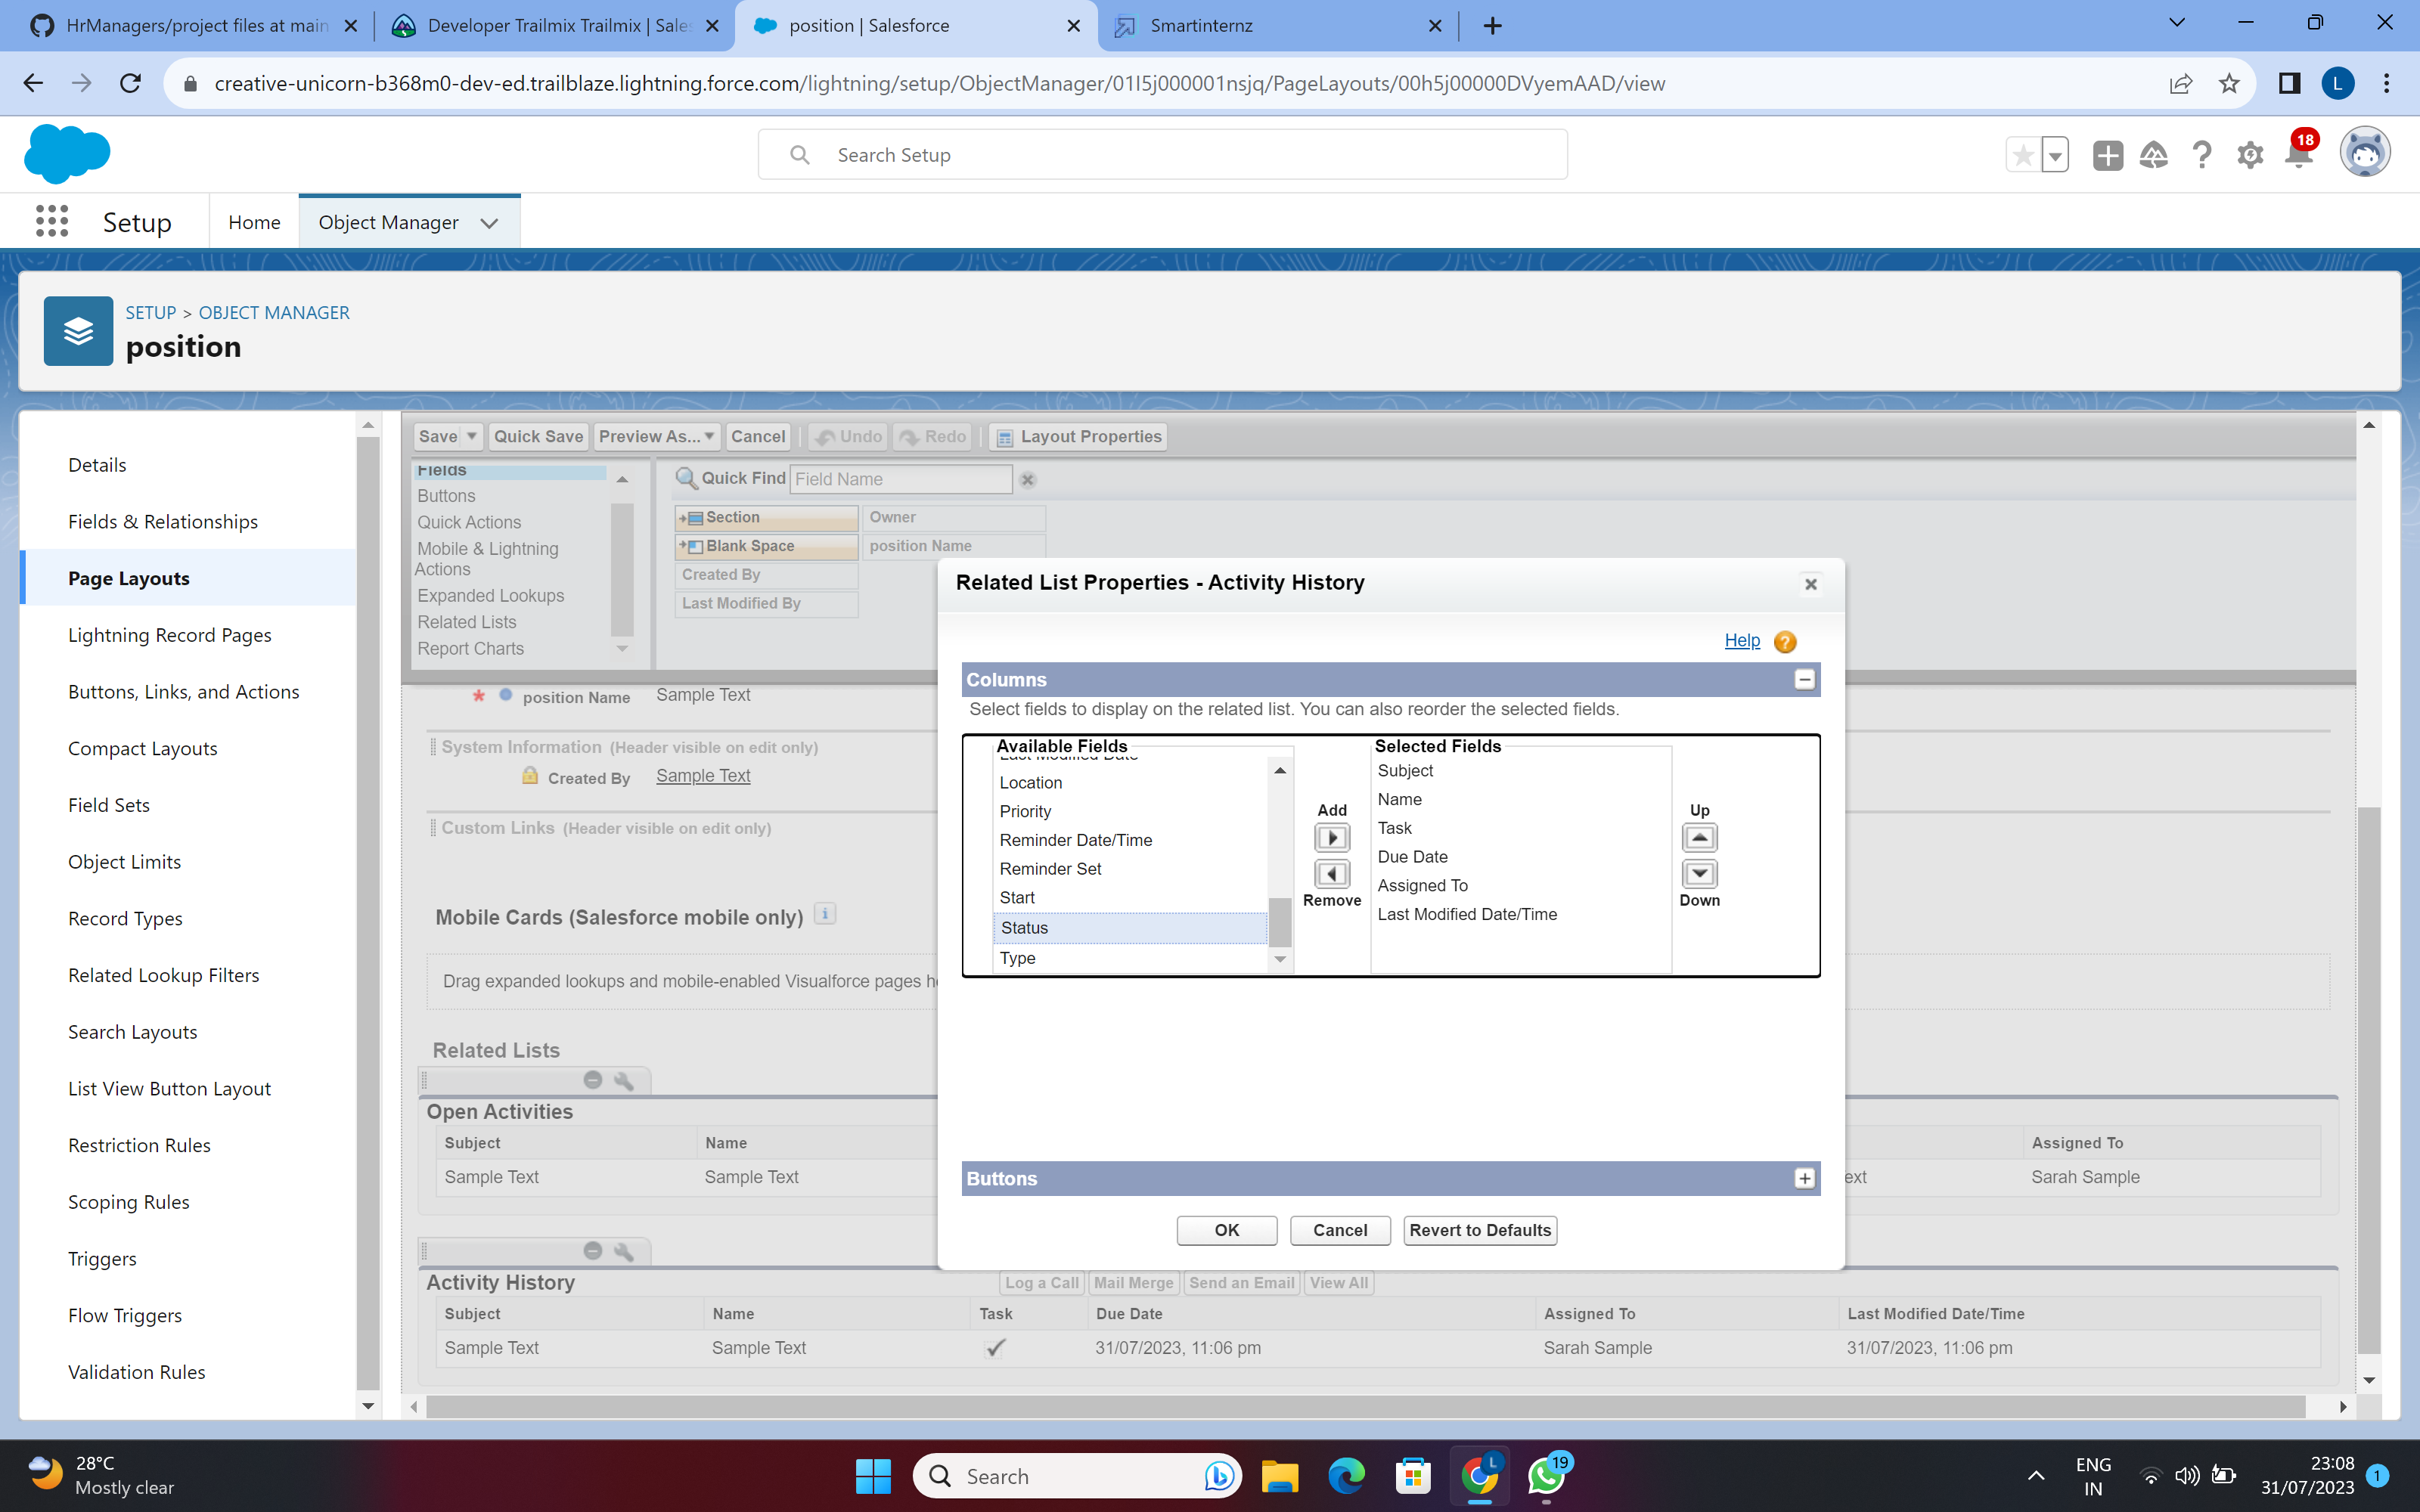 HrManagers/project files at main
Developer Trailmix Trailmix | Sales
position | Salesforce
Smartinternz
creative-unicorn-b368m0-dev-ed.trailblaze.lightning.force.com/lightning/setup/ObjectManager/01I5j000001nsjq/PageLayouts/00h5j00000DVyemAAD/view
L
Search Setup
18
Setup
Home
Object Manager
SETUP > OBJECT MANAGER
position
Details
Fields & Relationships
Page Layouts
Lightning Record Pages
Buttons, Links, and Actions
Compact Layouts
Field Sets
Object Limits
Record Types
Related Lookup Filters
Search Layouts
List View Button Layout
Restriction Rules
Scoping Rules
Triggers
Flow Triggers
Validation Rules
Save Quick Save Preview As... Cancel Undo Redo Layout Properties
Fields
Buttons
Quick Actions
Mobile & Lightning
Actions
Expanded Lookups
Related Lists
Report Charts
Quick Find Field Name
Section Owner
Blank Space position Name
Created By
Last Modified By
* position Name Sample Text
System Information (Header visible on edit only)
Created By Sample Text
Custom Links (Header visible on edit only)
Mobile Cards (Salesforce mobile only) i
Drag expanded lookups and mobile-enabled Visualforce pages h
Related Lists
Open Activities
Subject Name Assigned To
Sample Text Sample Text ext Sarah Sample
Activity History
Log a Call Mail Merge Send an Email View All
Subject Name Task Due Date Assigned To Last Modified Date/Time
Sample Text Sample Text 31/07/2023, 11:06 pm Sarah Sample 31/07/2023, 11:06 pm
Related List Properties - Activity History
Help ?
Columns
Select fields to display on the related list. You can also reorder the selected fields.
Available Fields
Last Modified Date
Location
Priority
Reminder Date/Time
Reminder Set
Start
Status
Type
Add
Remove
Selected Fields
Subject
Name
Task
Due Date
Assigned To
Last Modified Date/Time
Up
Down
Buttons
OK Cancel Revert to Defaults
28°C
Mostly clear
Search
L
19
ENG
IN
23:08
31/07/2023
1